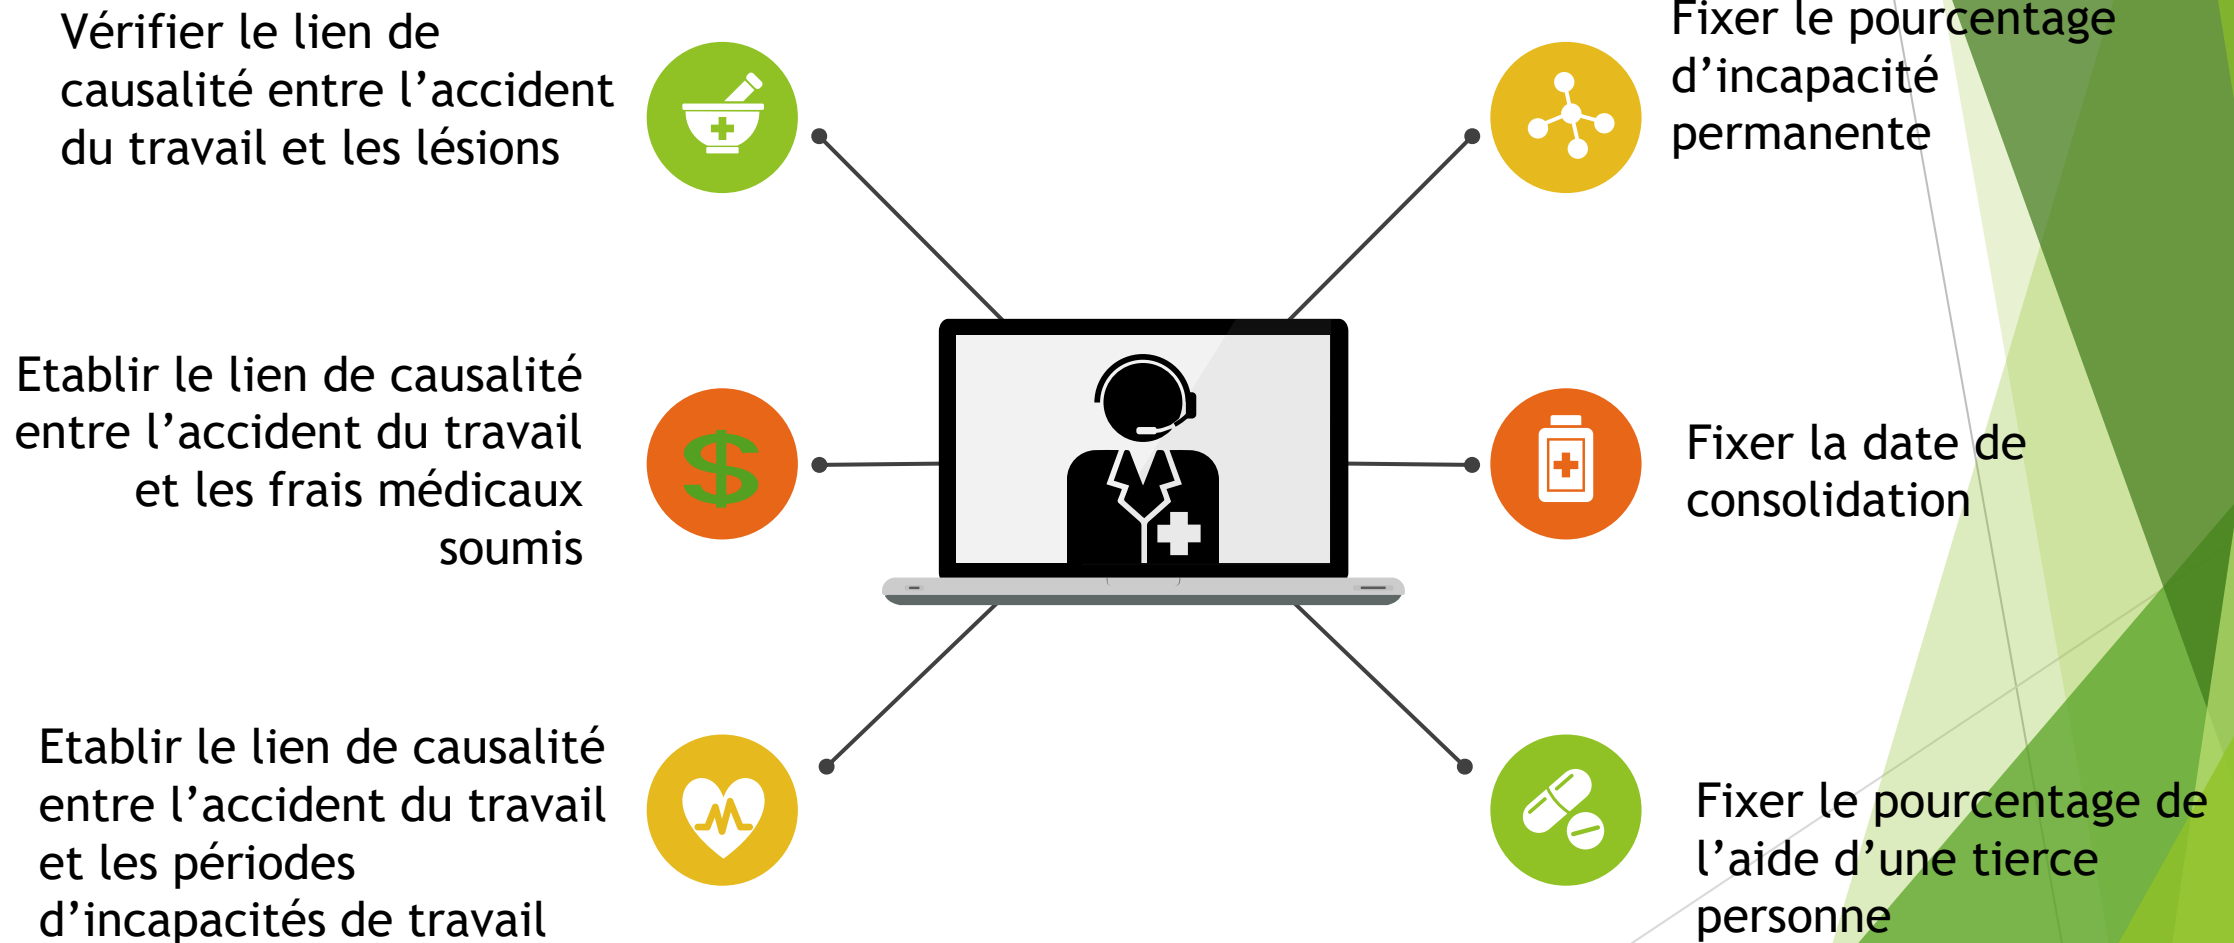 Vérifier le lien de
causalité entre l’accident
du travail et les lésions
Etablir le lien de causalité
entre l’accident du travail
et les frais médicaux
soumis
Etablir le lien de causalité
entre l’accident du travail
et les périodes
d’incapacités de travail
Fixer le pourcentage
d’incapacité
permanente
Fixer la date de
consolidation
Fixer le pourcentage de
l’aide d’une tierce
personne